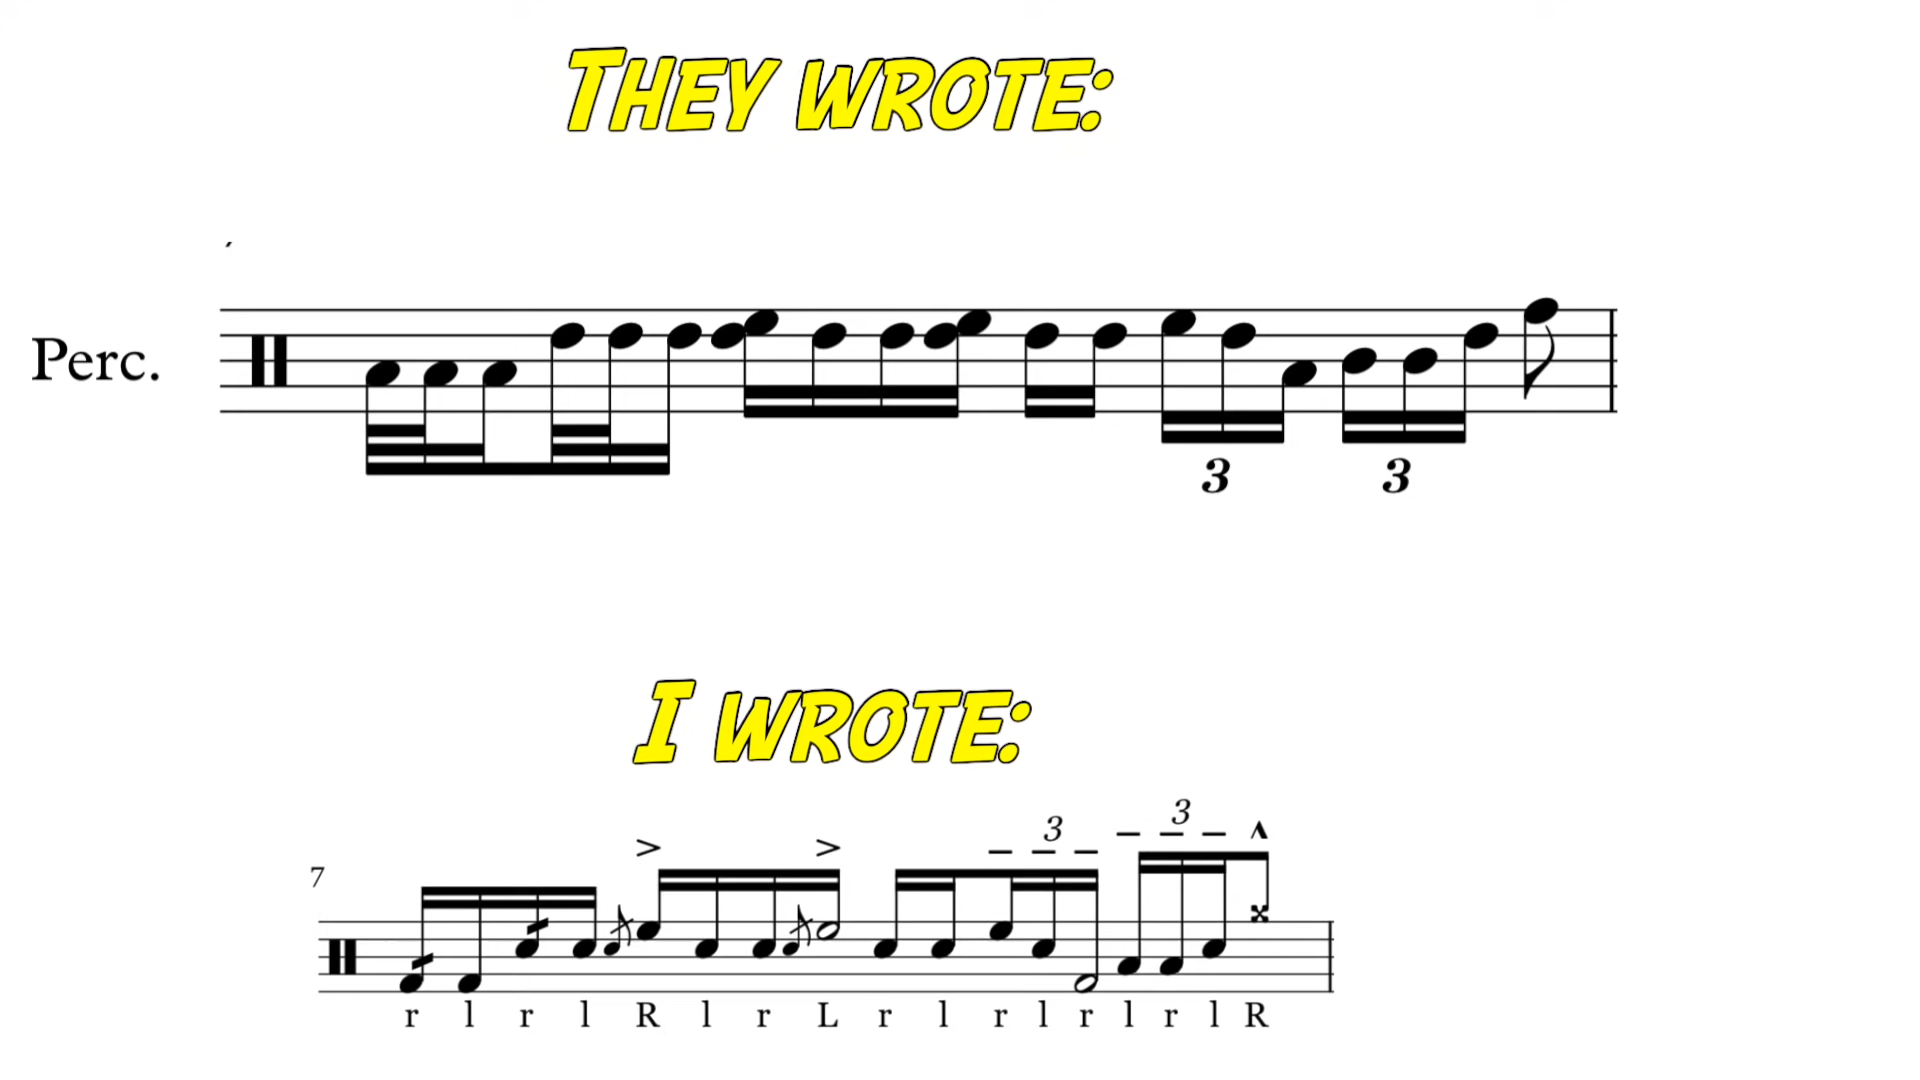 THEY WROTE:
Perc.
3 3
I WROTE:
3
3
7
r l r l R l r L r l r l r l r l R